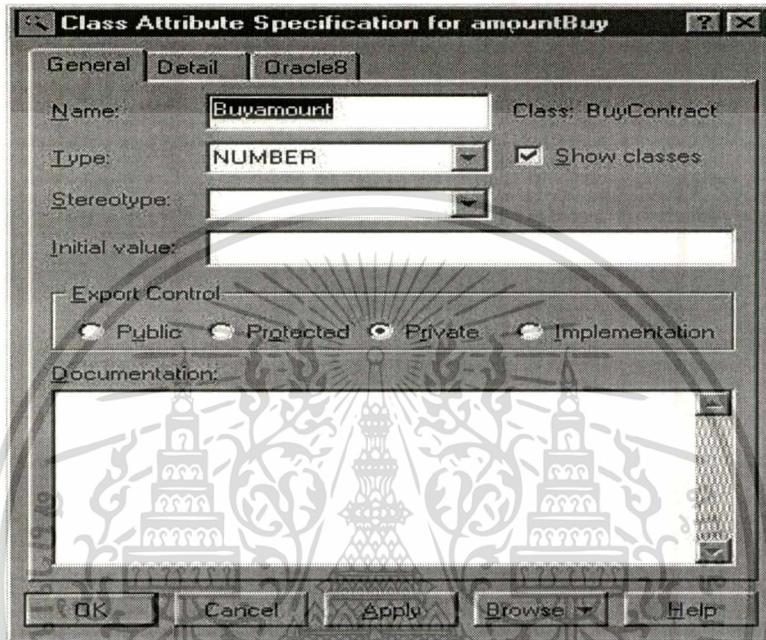 Class Attribute Specification for amountBuy
General Detail Oracle8
Name: Buyamount Class: BuyContract
Type: NUMBER Show classes
Stereotype:
Initial value:
Export Control
Public Protected Private Implementation
Documentation:
OK Cancel Apply Browse Help